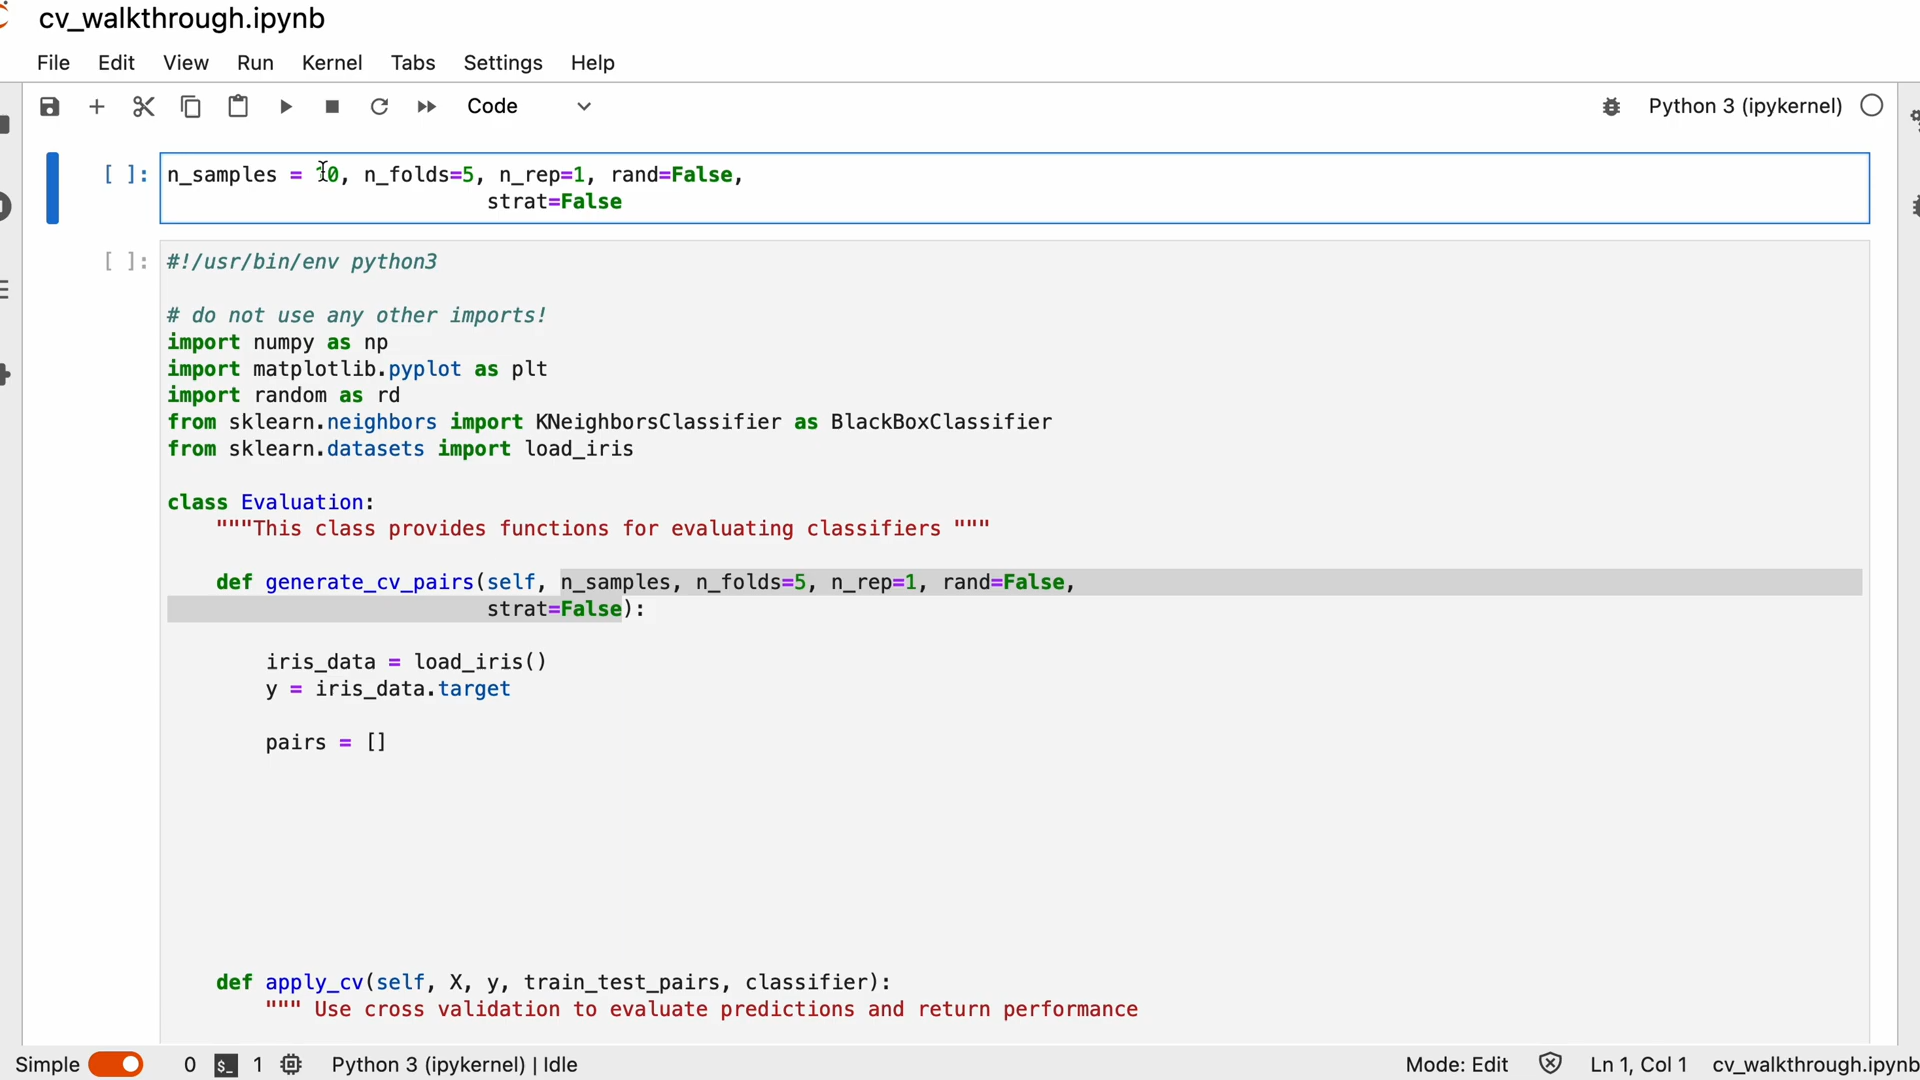 cv_walkthrough.ipynb
File Edit View Run Kernel Tabs Settings Help
Code Python 3 (ipykernel)
[ ]: n_samples = 10, n_folds=5, n_rep=1, rand=False,
strat=False
[ ]: #!/usr/bin/env python3
# do not use any other imports!
import numpy as np
import matplotlib.pyplot as plt
import random as rd
from sklearn.neighbors import KNeighborsClassifier as BlackBoxClassifier
from sklearn.datasets import load_iris
class Evaluation:
"""This class provides functions for evaluating classifiers """
def generate_cv_pairs(self, n_samples, n_folds=5, n_rep=1, rand=False,
strat=False):
iris_data = load_iris()
y = iris_data.target
pairs = []
def apply_cv(self, X, y, train_test_pairs, classifier):
""" Use cross validation to evaluate predictions and return performance
Simple 0 $_ 1 Python 3 (ipykernel) | Idle Mode: Edit Ln 1, Col 1 cv_walkthrough.ipynb